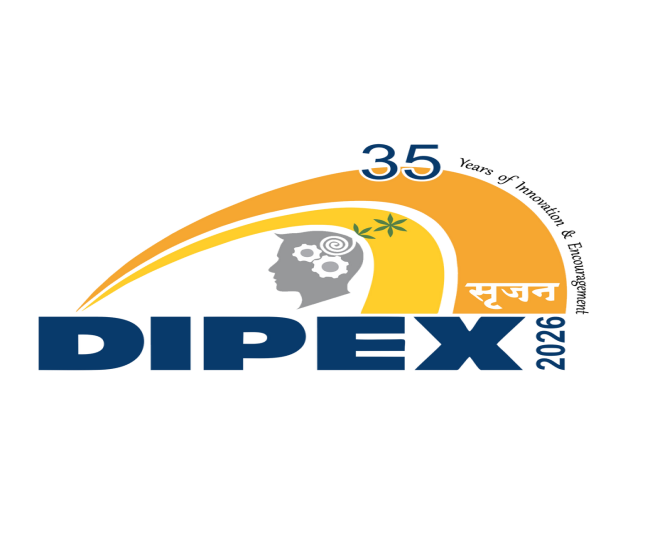 35
Years of Innovation & Encouragement
सृजन
DIPEX
2026